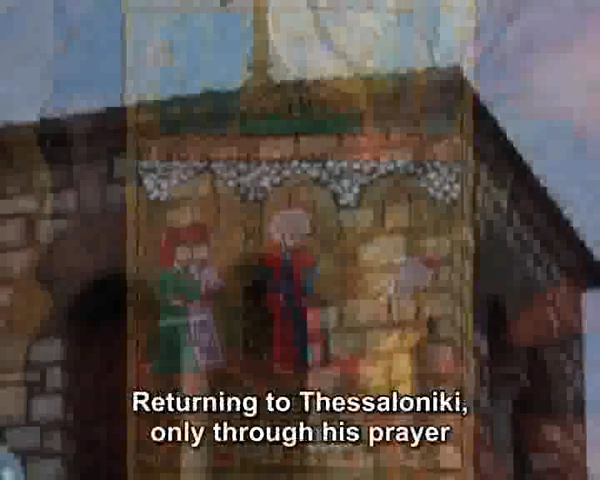 Returning to Thessaloniki,
only through his prayer